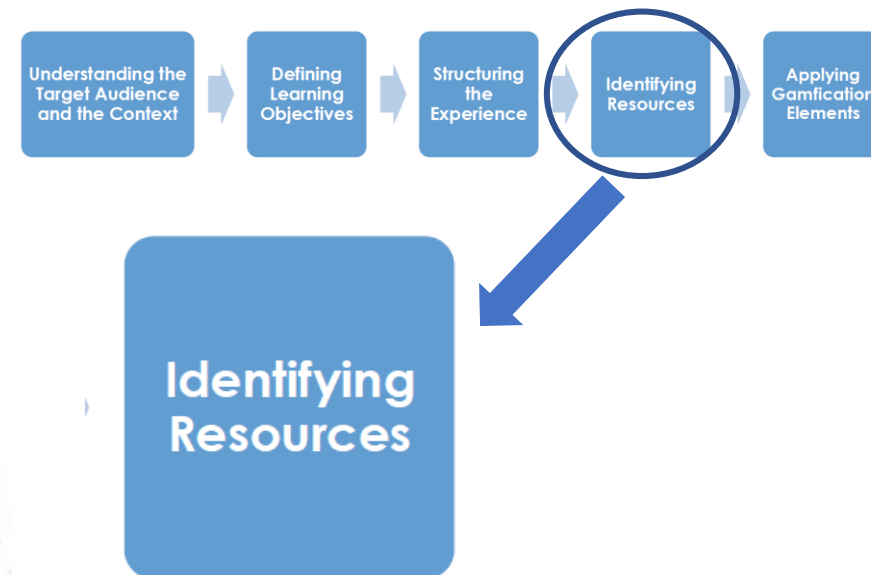 Understanding the
Target Audience
and the Context
Defining
Learning
Objectives
Structuring
the
Experience
Identifying
Resources
Applying
Gamfication
Elements
Identifying
Resources